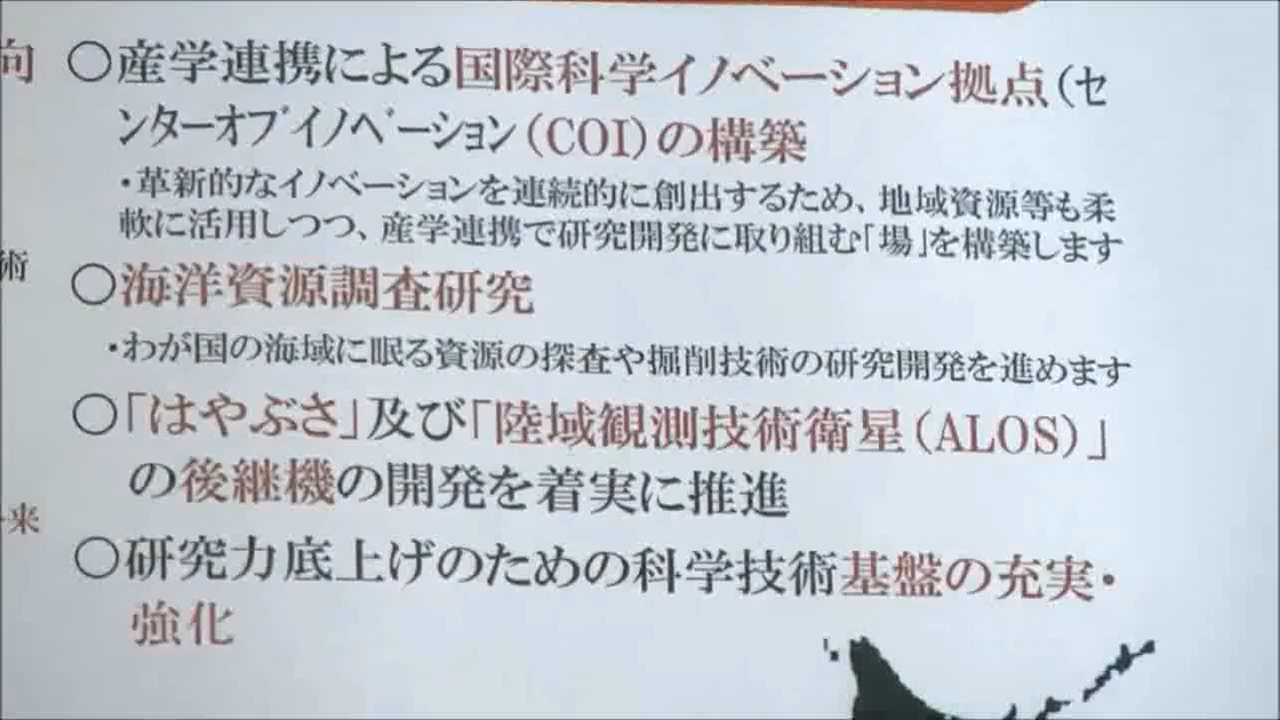 向
○産学連携による国際科学イノベーション拠点(セ
ンターオブイノベーション(COI)の構築
・革新的なイノベーションを連続的に創出するため、地域資源等も柔
軟に活用しつつ、産学連携で研究開発に取り組む「場」を構築します
術
○海洋資源調査研究
・わが国の海域に眠る資源の探査や掘削技術の研究開発を進めます
○「はやぶさ」及び「陸域観測技術衛星(ALOS)」
の後継機の開発を着実に推進
来
○研究力底上げのための科学技術基盤の充実・
強化